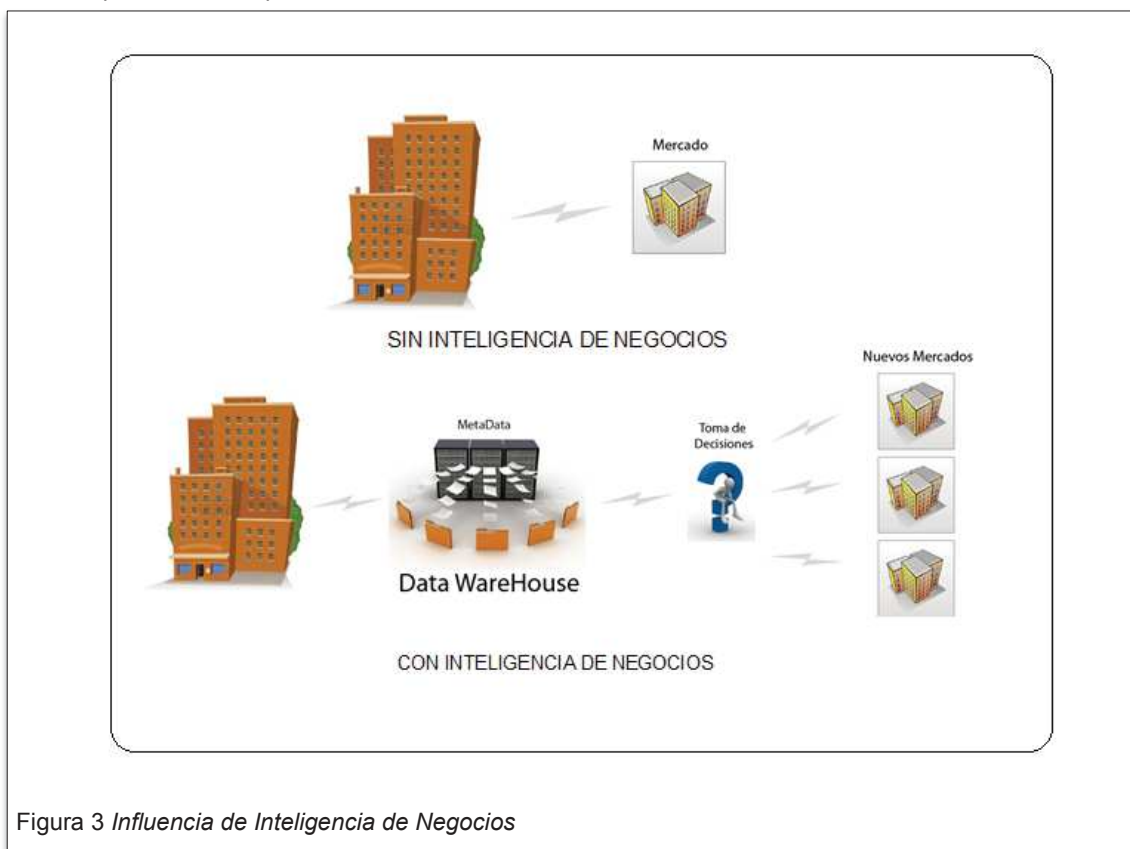 Mercado
SIN INTELIGENCIA DE NEGOCIOS
Nuevos Mercados
MetaData
Toma de
Decisiones
Data WareHouse
CON INTELIGENCIA DE NEGOCIOS
Figura 3 Influencia de Inteligencia de Negocios